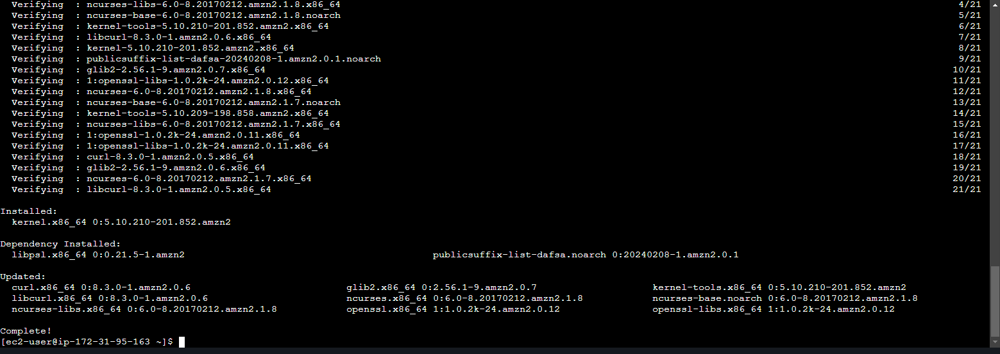 Verifying  : ncurses-libs-6.0-8.20170212.amzn2.1.8.x86_64 4/21
Verifying  : ncurses-base-6.0-8.20170212.amzn2.1.8.noarch 5/21
Verifying  : kernel-tools-5.10.210-201.852.amzn2.x86_64 6/21
Verifying  : libcurl-8.3.0-1.amzn2.0.6.x86_64 7/21
Verifying  : kernel-5.10.210-201.852.amzn2.x86_64 8/21
Verifying  : publicsuffix-list-dafsa-20240208-1.amzn2.0.1.noarch 9/21
Verifying  : glib2-2.56.1-9.amzn2.0.7.x86_64 10/21
Verifying  : 1:openssl-libs-1.0.2k-24.amzn2.0.12.x86_64 11/21
Verifying  : ncurses-6.0-8.20170212.amzn2.1.8.x86_64 12/21
Verifying  : ncurses-base-6.0-8.20170212.amzn2.1.7.noarch 13/21
Verifying  : kernel-tools-5.10.209-198.858.amzn2.x86_64 14/21
Verifying  : ncurses-libs-6.0-8.20170212.amzn2.1.7.x86_64 15/21
Verifying  : 1:openssl-1.0.2k-24.amzn2.0.11.x86_64 16/21
Verifying  : 1:openssl-libs-1.0.2k-24.amzn2.0.11.x86_64 17/21
Verifying  : curl-8.3.0-1.amzn2.0.5.x86_64 18/21
Verifying  : glib2-2.56.1-9.amzn2.0.6.x86_64 19/21
Verifying  : ncurses-6.0-8.20170212.amzn2.1.7.x86_64 20/21
Verifying  : libcurl-8.3.0-1.amzn2.0.5.x86_64 21/21
Installed:
kernel.x86_64 0:5.10.210-201.852.amzn2
Dependency Installed:
libpsl.x86_64 0:0.21.5-1.amzn2 publicsuffix-list-dafsa.noarch 0:20240208-1.amzn2.0.1
Updated:
curl.x86_64 0:8.3.0-1.amzn2.0.6 glib2.x86_64 0:2.56.1-9.amzn2.0.7 kernel-tools.x86_64 0:5.10.210-201.852.amzn2
libcurl.x86_64 0:8.3.0-1.amzn2.0.6 ncurses.x86_64 0:6.0-8.20170212.amzn2.1.8 ncurses-base.noarch 0:6.0-8.20170212.amzn2.1.8
ncurses-libs.x86_64 0:6.0-8.20170212.amzn2.1.8 openssl.x86_64 1:1.0.2k-24.amzn2.0.12 openssl-libs.x86_64 1:1.0.2k-24.amzn2.0.12
Complete!
[ec2-user@ip-172-31-95-163 ~]$